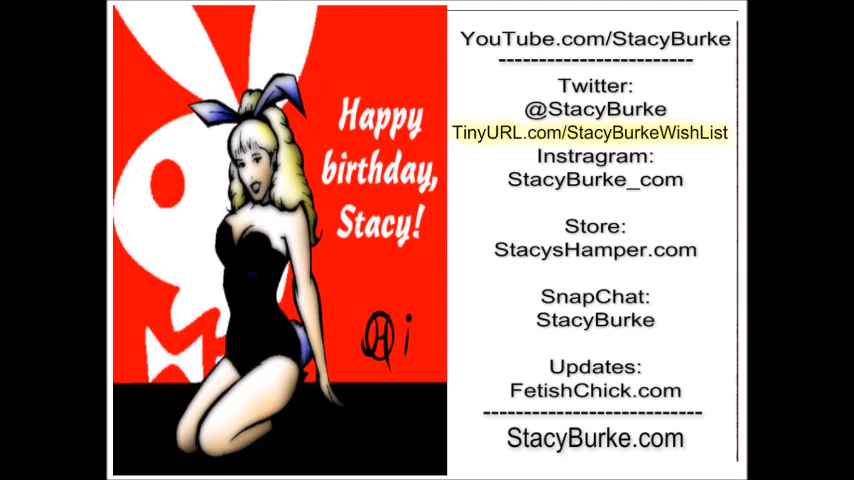 Happy
birthday,
Stacy!
YouTube.com/StacyBurke
------------------------
Twitter:
@StacyBurke
TinyURL.com/StacyBurkeWishList
Instragram:
StacyBurke_com
Store:
StacysHamper.com
SnapChat:
StacyBurke
Updates:
FetishChick.com
---------------------------
StacyBurke.com